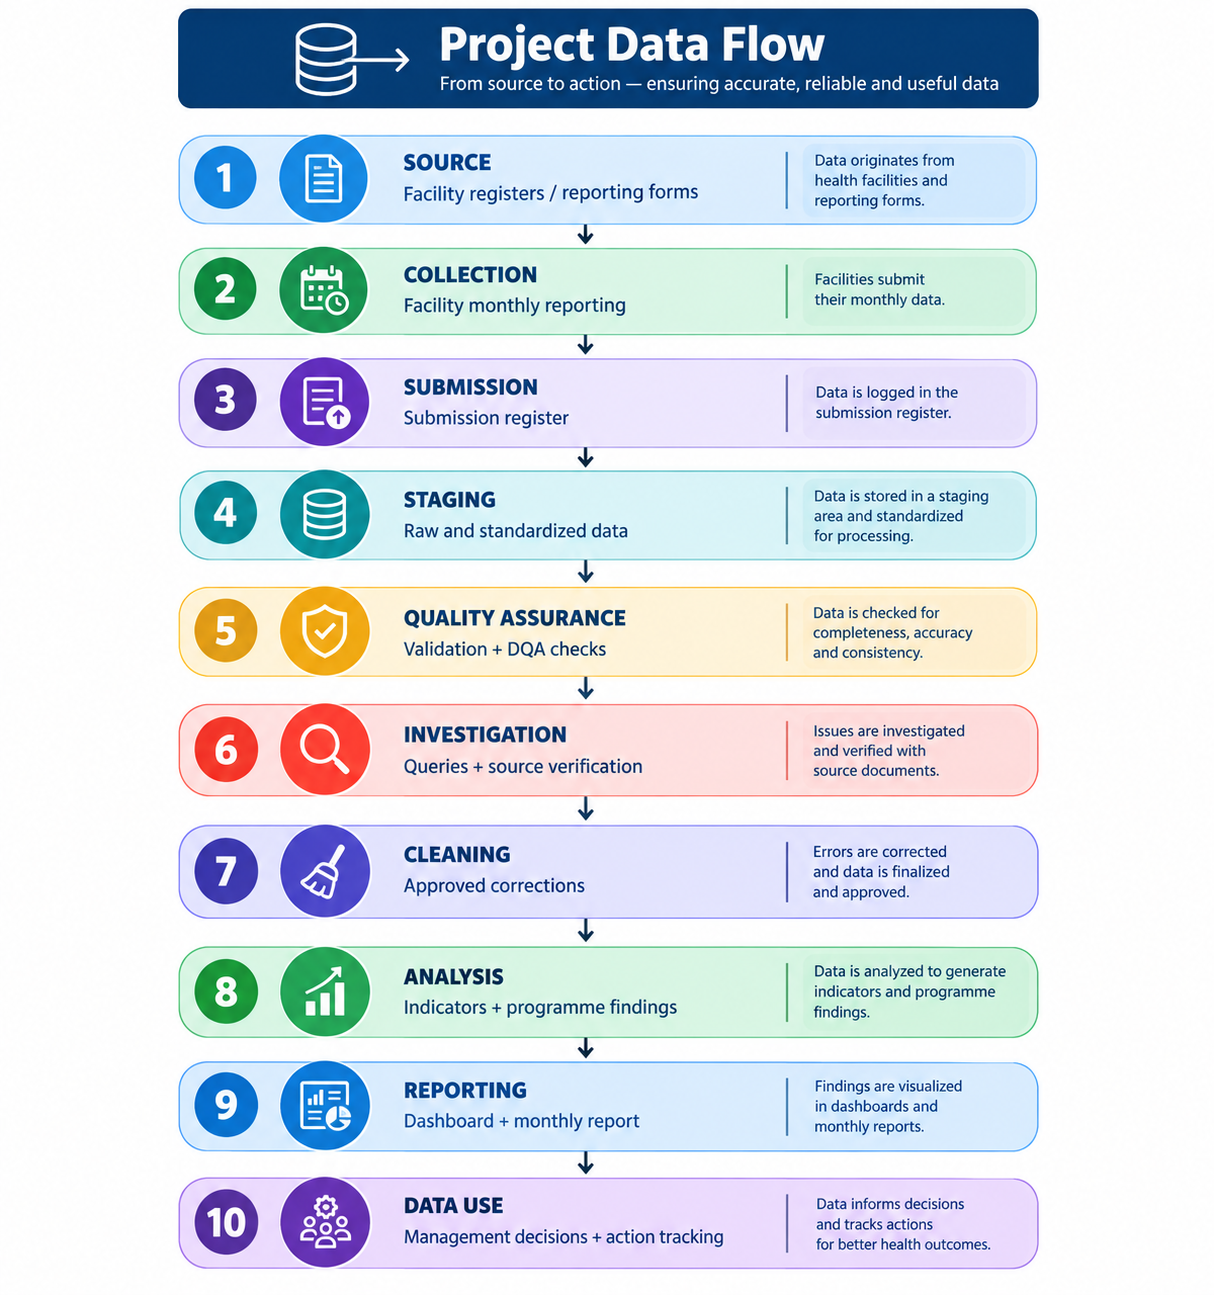 Project Data Flow
From source to action — ensuring accurate, reliable and useful data
1
SOURCE
Facility registers / reporting forms
Data originates from
health facilities and
reporting forms.
2
COLLECTION
Facility monthly reporting
Facilities submit
their monthly data.
3
SUBMISSION
Submission register
Data is logged in the
submission register.
4
STAGING
Raw and standardized data
Data is stored in a staging
area and standardized
for processing.
5
QUALITY ASSURANCE
Validation + DQA checks
Data is checked for
completeness, accuracy
and consistency.
6
INVESTIGATION
Queries + source verification
Issues are investigated
and verified with
source documents.
7
CLEANING
Approved corrections
Errors are corrected
and data is finalized
and approved.
8
ANALYSIS
Indicators + programme findings
Data is analyzed to generate
indicators and programme
findings.
9
REPORTING
Dashboard + monthly report
Findings are visualized
in dashboards and
monthly reports.
10
DATA USE
Management decisions + action tracking
Data informs decisions
and tracks actions
for better health outcomes.